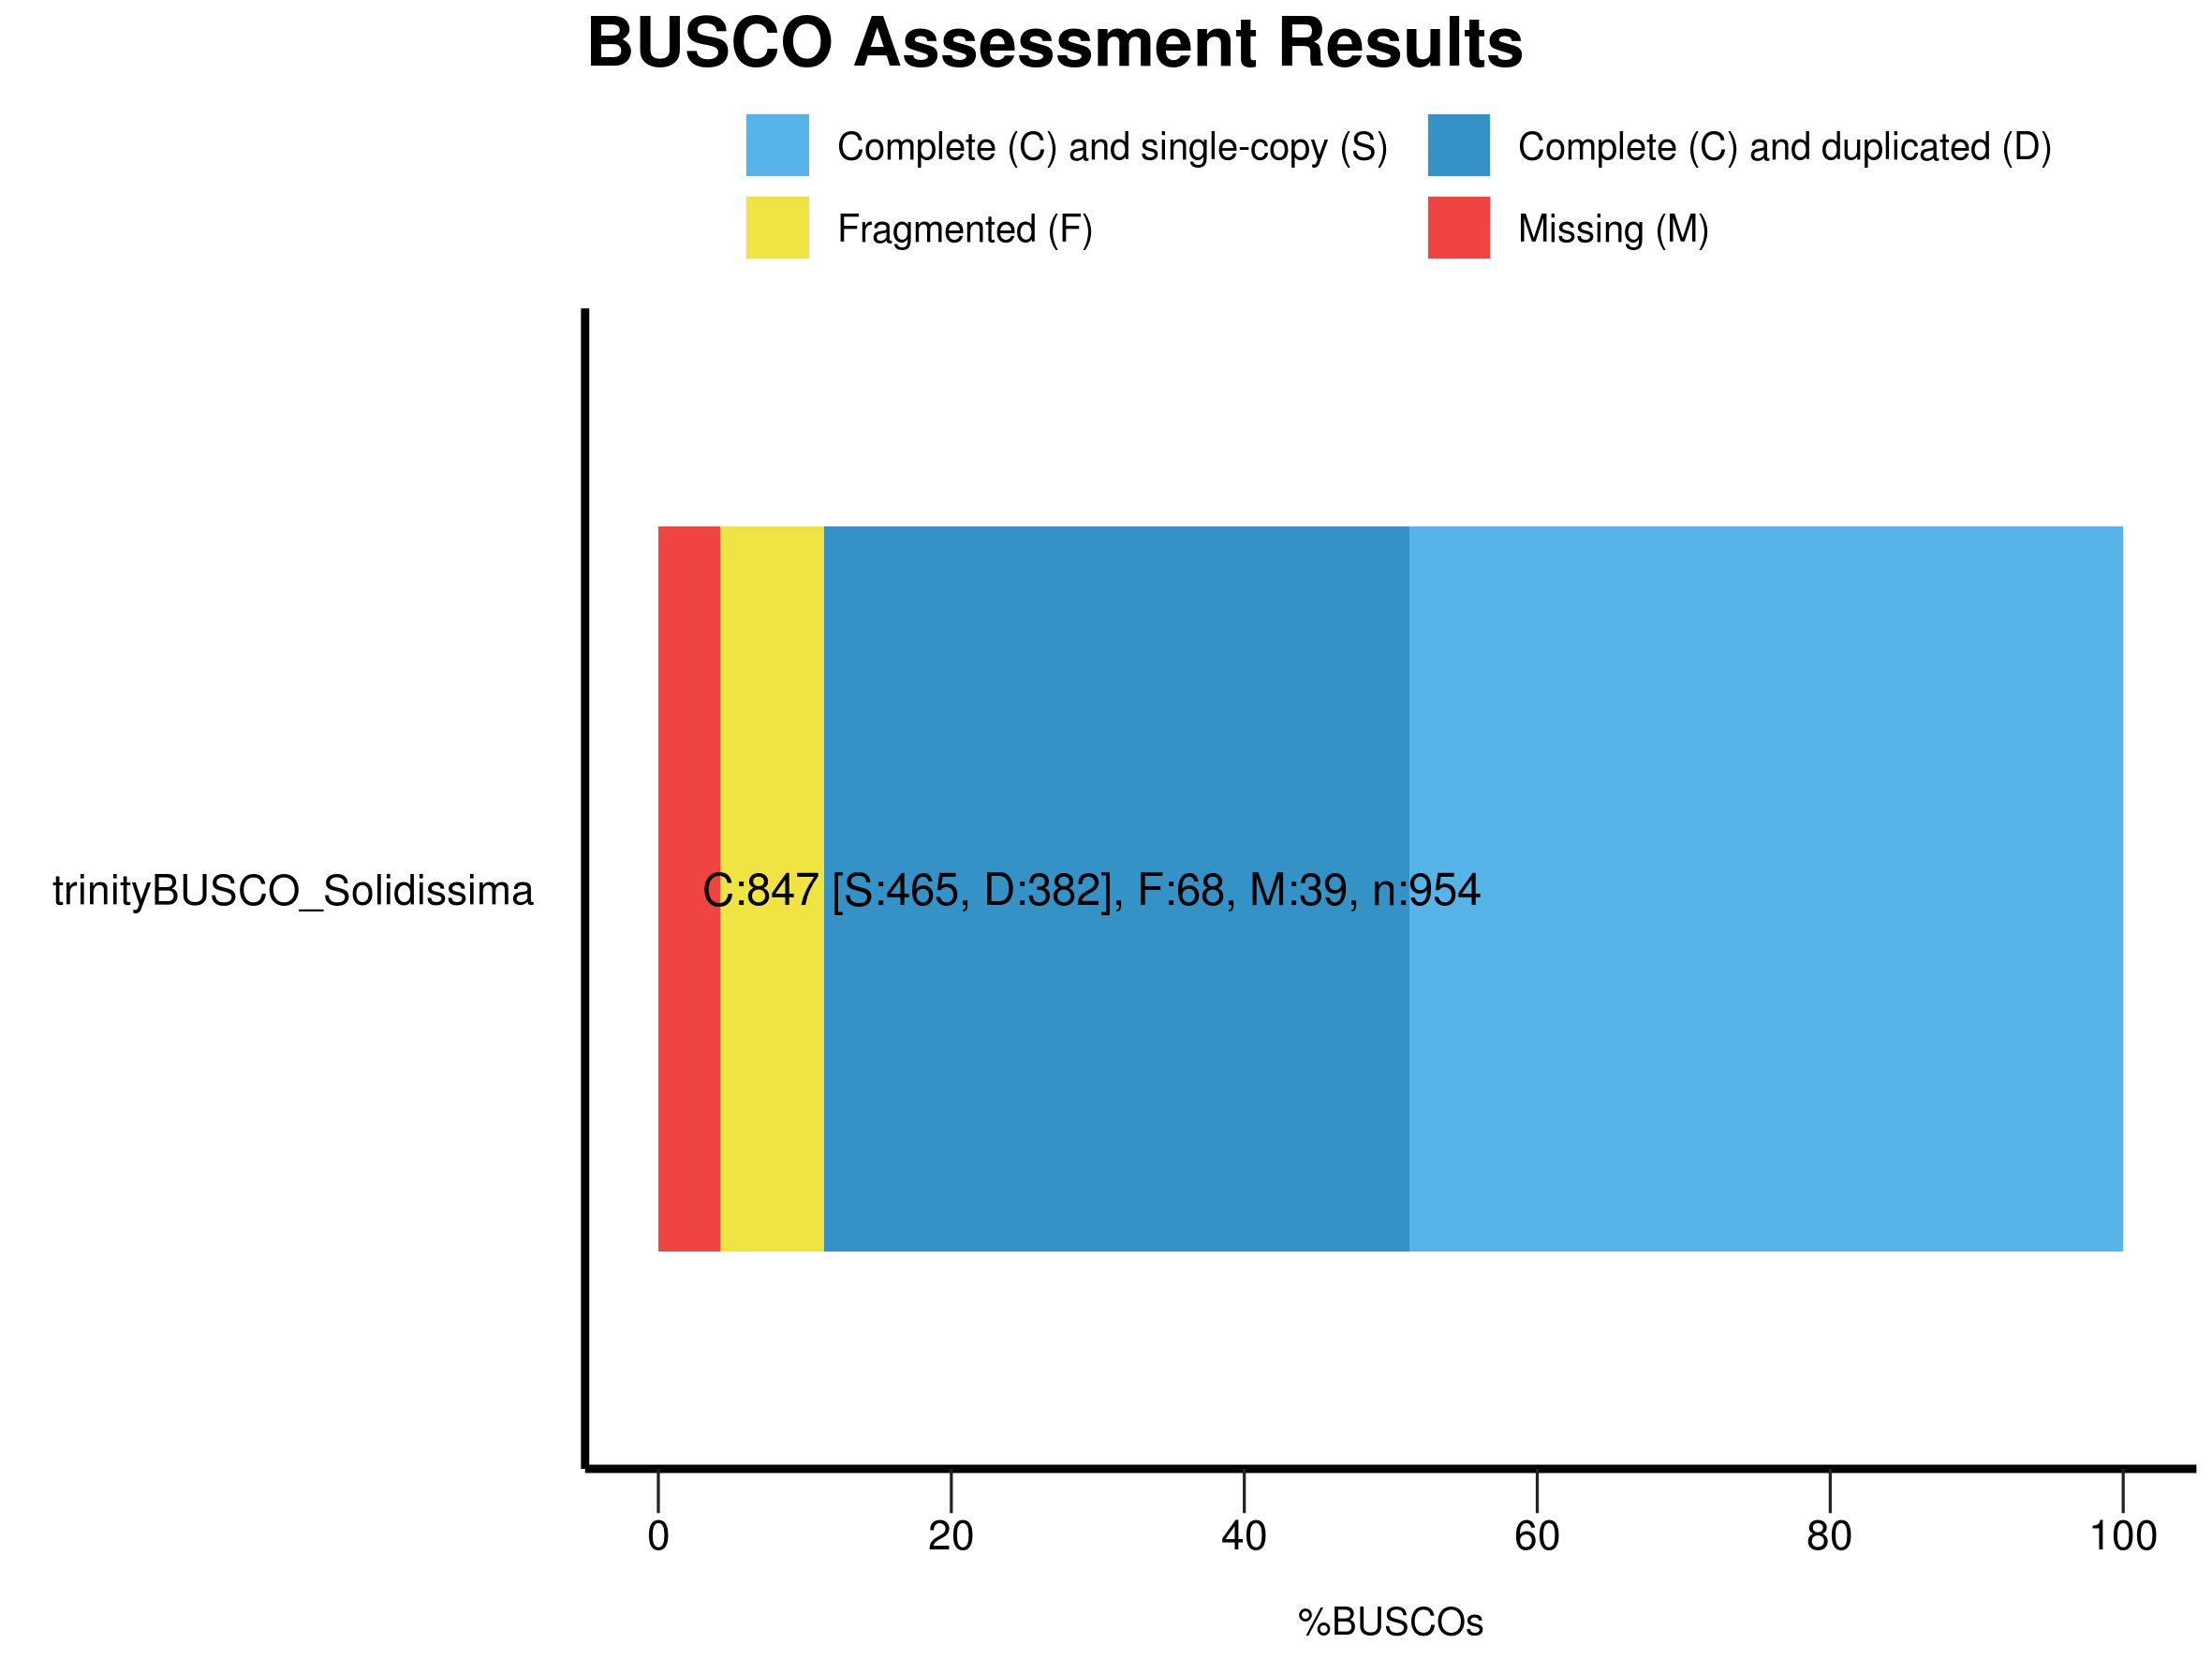 BUSCO Assessment Results
Complete (C) and single-copy (S)
Complete (C) and duplicated (D)
Fragmented (F)
Missing (M)
trinityBUSCO_Solidissima
C:847 [S:465, D:382], F:68, M:39, n:954
0
20
40
60
80
100
%BUSCOs